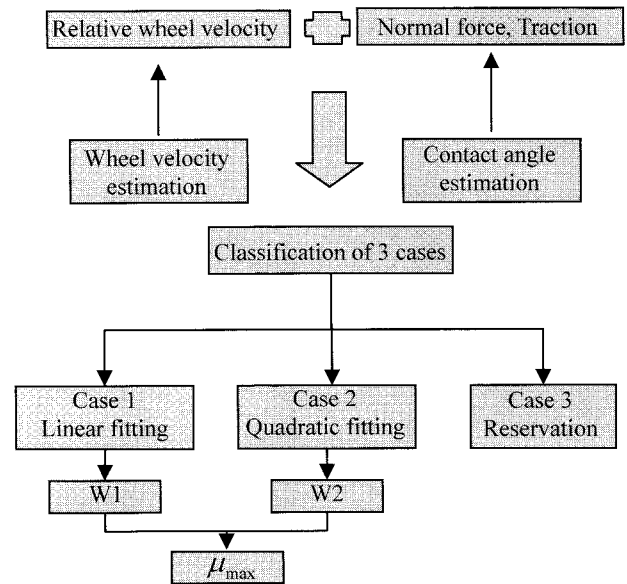 Relative wheel velocity
Normal force, Traction
Wheel velocity
estimation
Contact angle
estimation
Classification of 3 cases
Case 1
Linear fitting
Case 2
Quadratic fitting
Case 3
Reservation
W1
W2
μmax